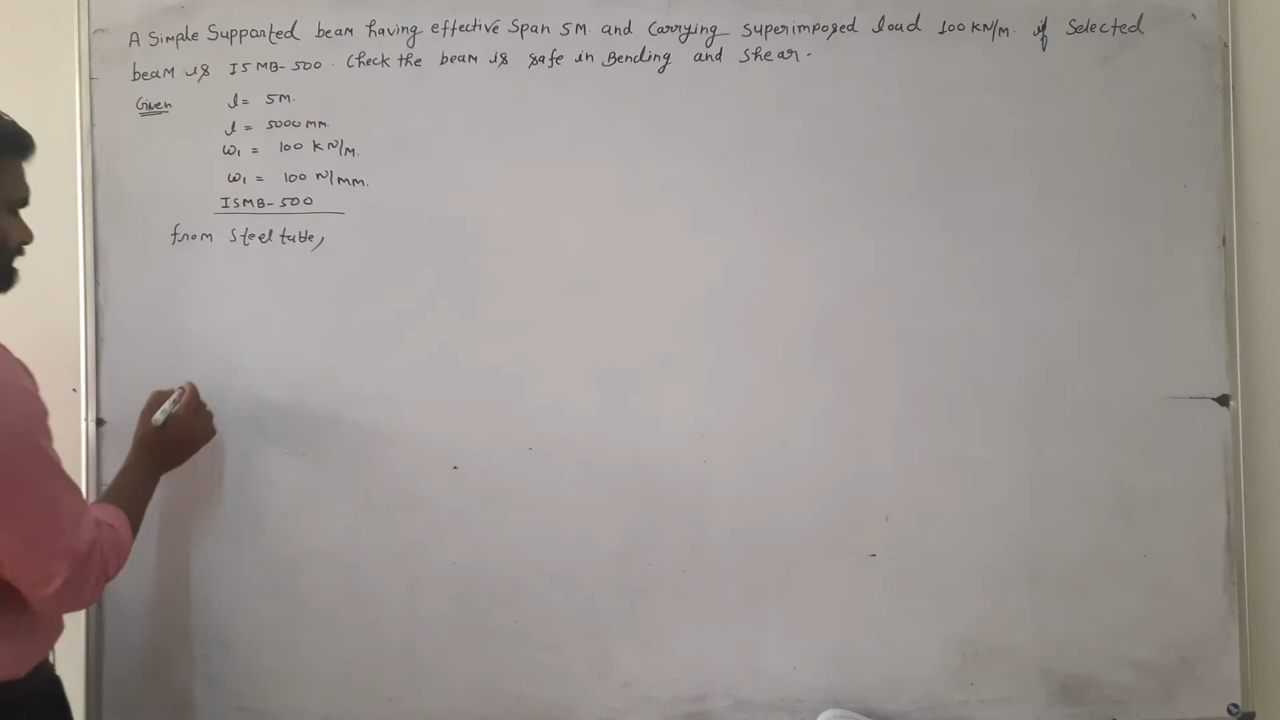 A Simple Supported beam having effective Span 5M. and Carrying superimposed load 100 KN/M. if Selected
beam is ISMB-500. Check the beam is safe in Bending and Shear.
Given l = 5M.
l = 5000 MM.
ω₁ = 100 KN/M.
ω₁ = 100 N/MM.
ISMB-500
from Steel table,